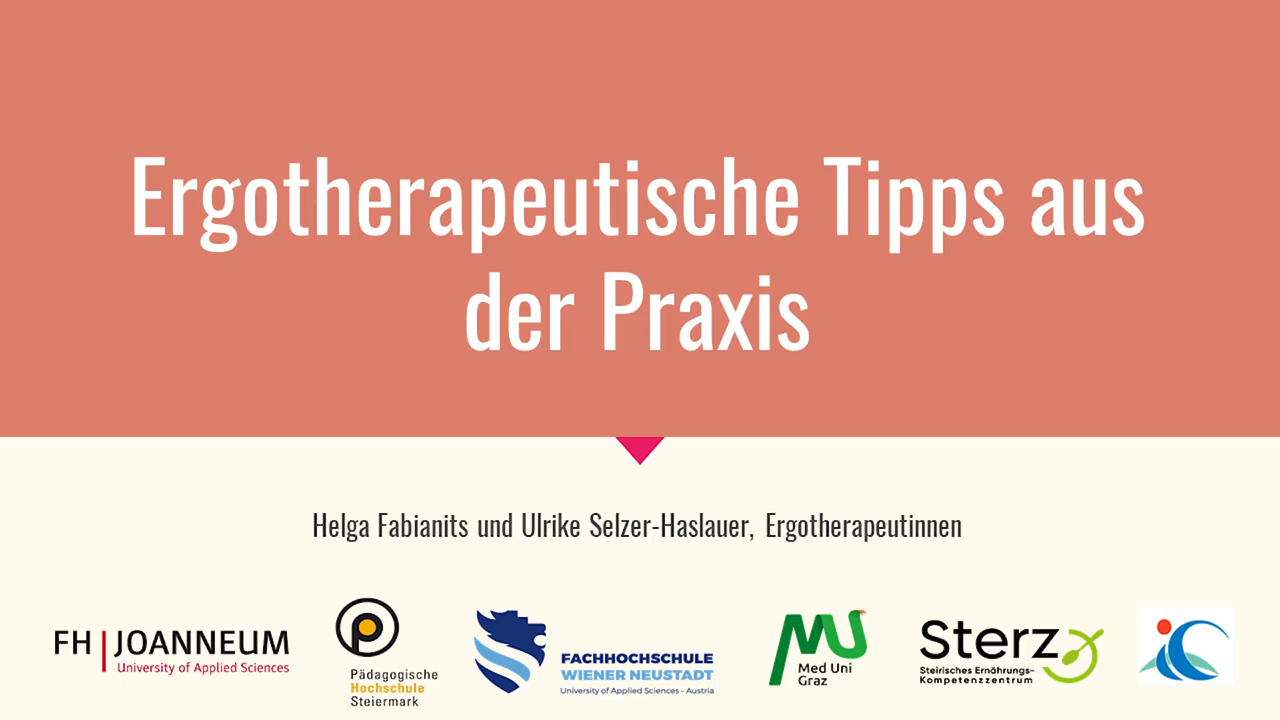 Ergotherapeutische Tipps aus
der Praxis
Helga Fabianits und Ulrike Selzer-Haslauer, Ergotherapeutinnen
FH JOANNEUM
University of Applied Sciences
Pädagogische
Hochschule
Steiermark
FACHHOCHSCHULE
WIENER NEUSTADT
University of Applied Sciences - Austria
Med Uni
Graz
Sterz
Steirisches Ernährungs-
Kompetenzzentrum